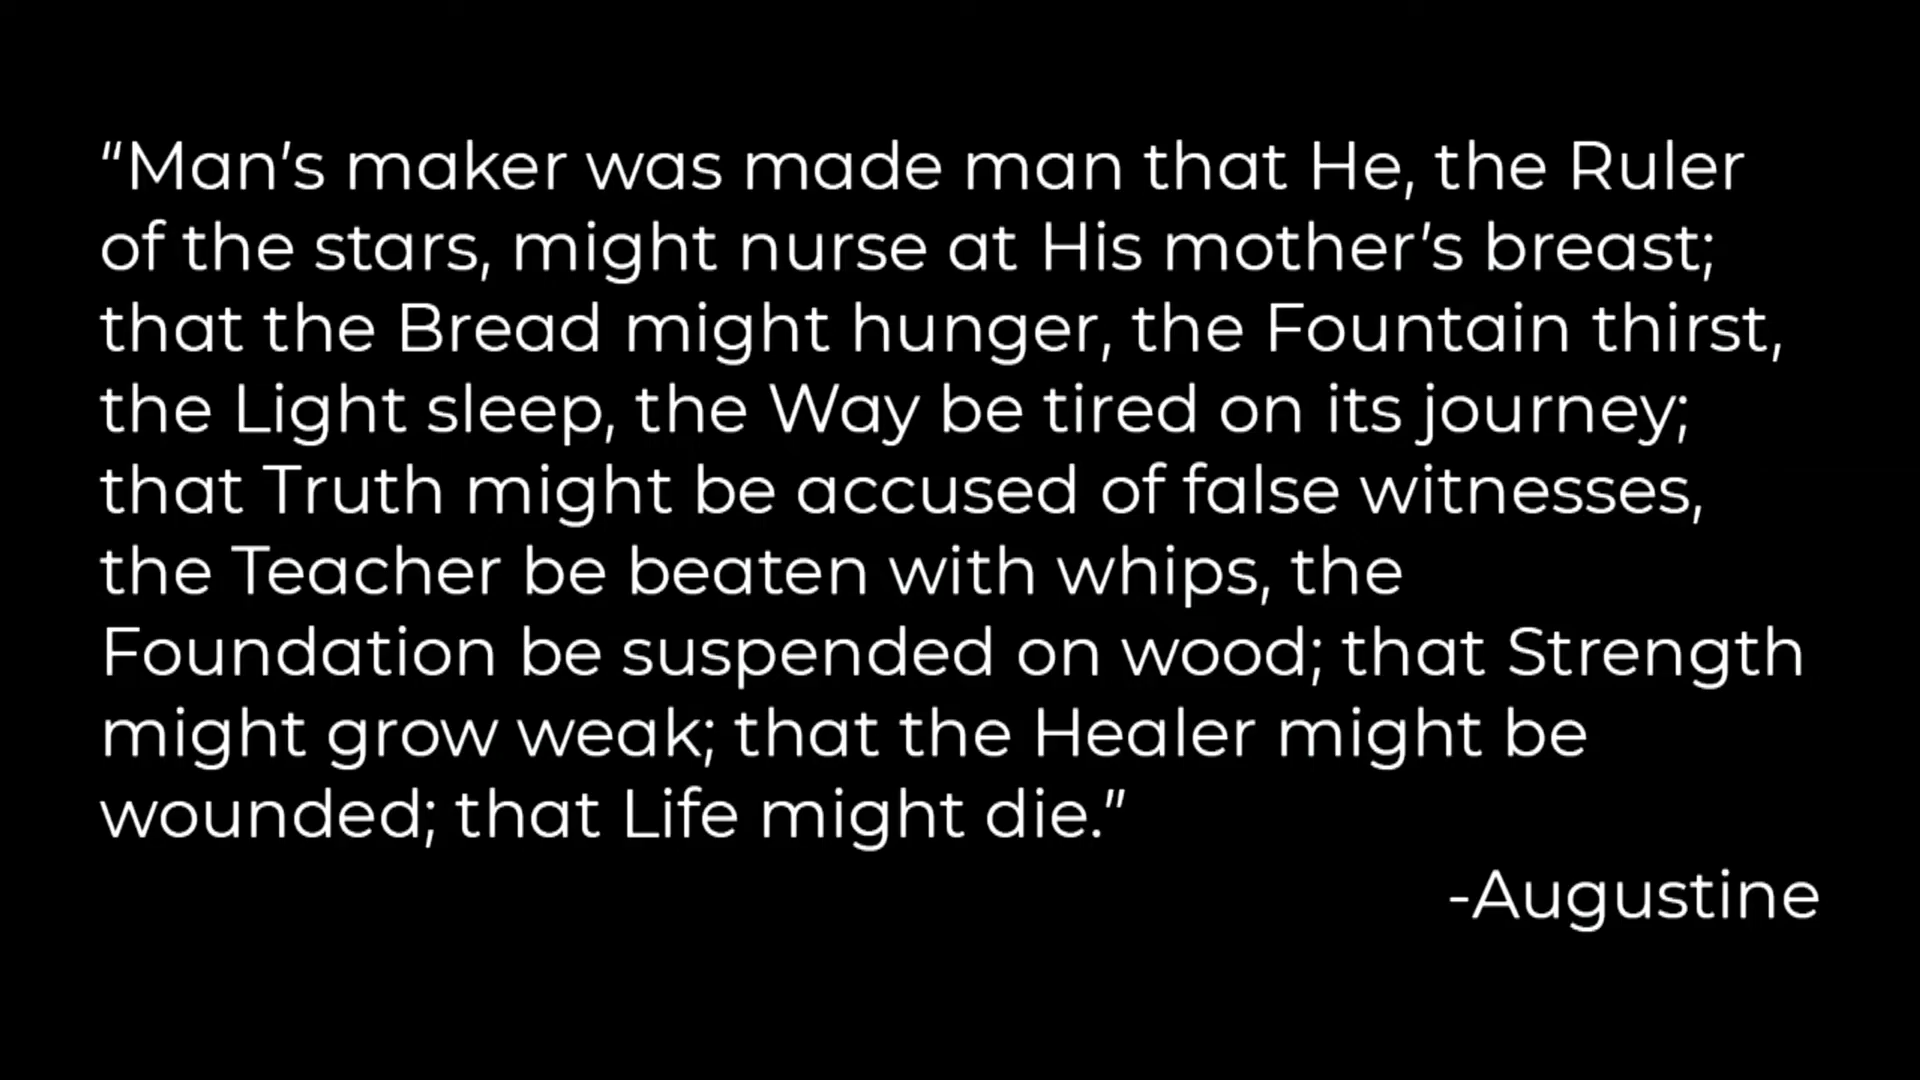 “Man’s maker was made man that He, the Ruler
of the stars, might nurse at His mother’s breast;
that the Bread might hunger, the Fountain thirst,
the Light sleep, the Way be tired on its journey;
that Truth might be accused of false witnesses,
the Teacher be beaten with whips, the
Foundation be suspended on wood; that Strength
might grow weak; that the Healer might be
wounded; that Life might die.”
-Augustine